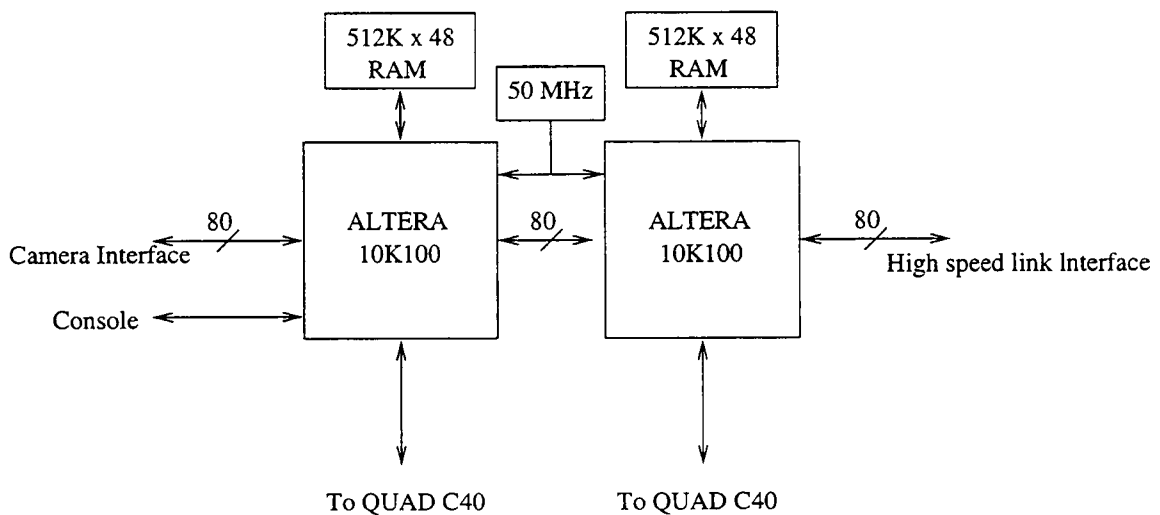 512K x 48
RAM
512K x 48
RAM
50 MHz
ALTERA
10K100
ALTERA
10K100
80
80
80
Camera Interface
High speed link Interface
Console
To QUAD C40
To QUAD C40